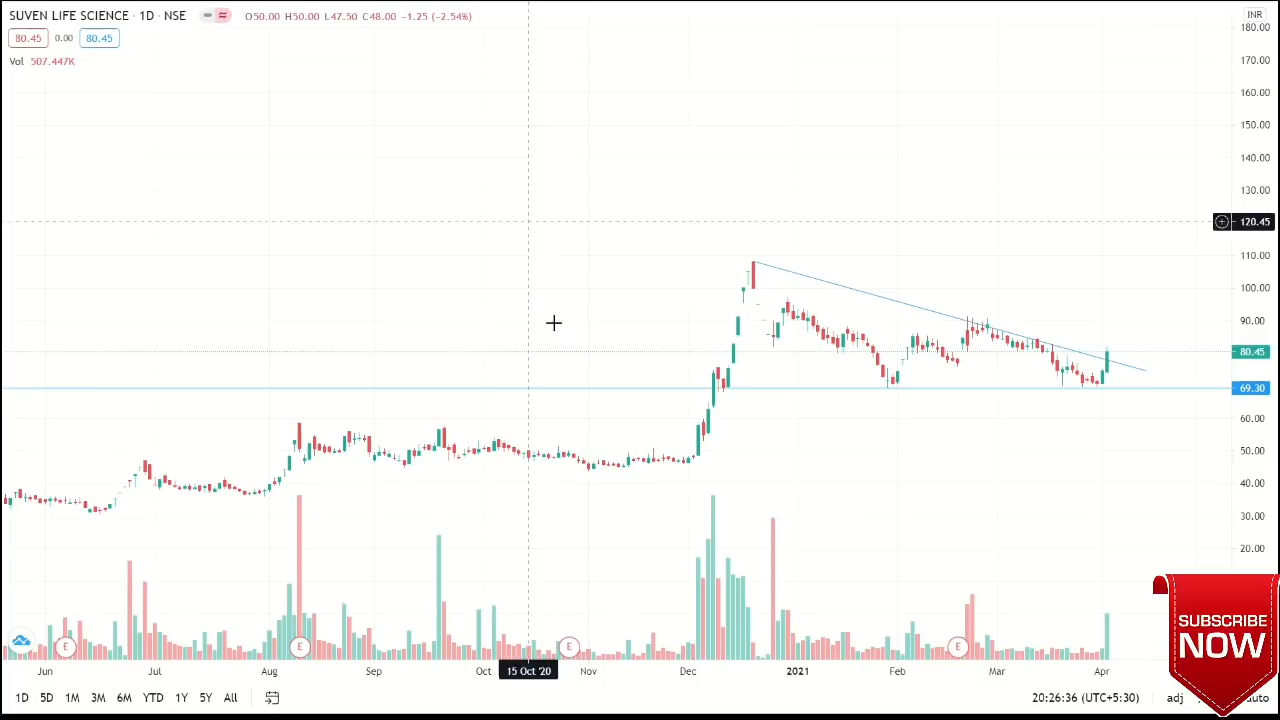 SUVEN LIFE SCIENCE · 1D · NSE O50.00 H50.00 L47.50 C48.00 −1.25 (−2.54%)
80.45 0.00 80.45
Vol 507.447K
INR
180.00
170.00
160.00
150.00
140.00
130.00
120.45
110.00
100.00
90.00
80.45
69.30
60.00
50.00
40.00
30.00
20.00
E E E E
Jun Jul Aug Sep Oct 15 Oct '20 Nov Dec 2021 Feb Mar Apr
1D 5D 1M 3M 6M YTD 1Y 5Y All 20:26:36 (UTC+5:30) adj auto
SUBSCRIBE
NOW